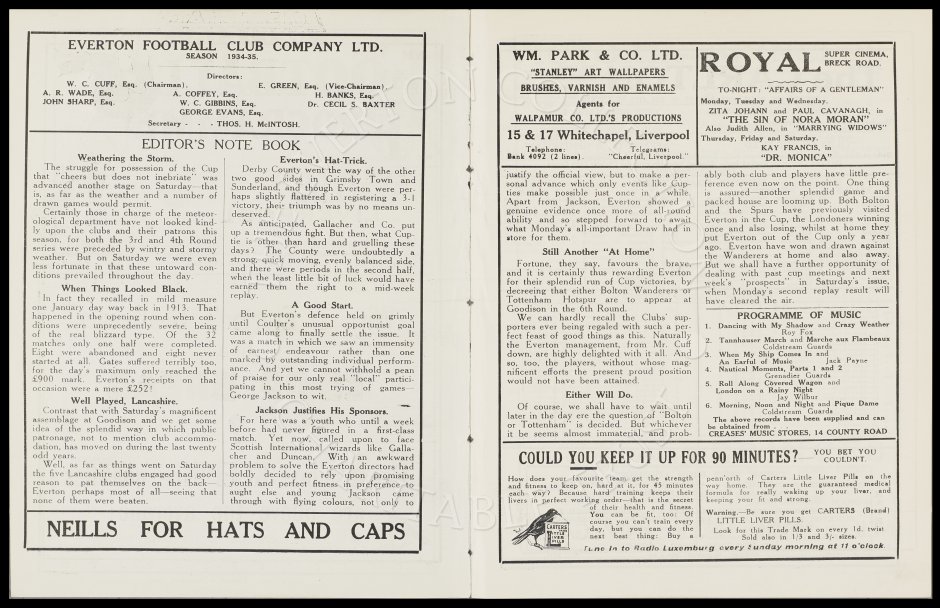 EVERTON FOOTBALL CLUB COMPANY LTD.
SEASON 1934-35.
Directors:
W. C. CUFF, Esq. (Chairman). E. GREEN, Esq. (Vice-Chairman).
A. R. WADE, Esq. A. COFFEY, Esq. H. BANKS, Esq.
JOHN SHARP, Esq. W. C. GIBBINS, Esq. Dr. CECIL S. BAXTER
GEORGE EVANS, Esq.
Secretary - - - THOS. H. McINTOSH.
EDITOR'S NOTE BOOK
Weathering the Storm.
The struggle for possession of the Cup
that "cheers but does not inebriate" was
advanced another stage on Saturday—that
is, as far as the weather and a number of
drawn games would permit.
Certainly those in charge of the meteor-
ological department have not looked kind-
ly upon the clubs and their patrons this
season, for both the 3rd and 4th Round
series were preceded by wintry and stormy
weather. But on Saturday we were even
less fortunate in that these untoward con-
ditions prevailed throughout the day.
When Things Looked Black.
In fact they recalled in mild measure
one January day way back in 1913. That
happened in the opening round when con-
ditions were unprecedently severe, being
of the real blizzard type. Of the 32
matches only one half were completed.
Eight were abandoned and eight never
started at all. Gates suffered terribly too,
for the day's maximum only reached the
£900 mark. Everton's receipts on that
occasion were a mere £252!
Well Played, Lancashire.
Contrast that with Saturday's magnificent
assemblage at Goodison and we get some
idea of the splendid way in which public
patronage, not to mention club accommo-
dation, has moved on during the last twenty
odd years.
Well, as far as things went on Saturday
the five Lancashire clubs engaged had good
reason to pat themselves on the back—
Everton perhaps most of all—seeing that
none of them were beaten.
Everton's Hat-Trick.
Derby County went the way of the other
two good sides in Grimsby Town and
Sunderland, and though Everton were per-
haps slightly flattered in registering a 3-1
victory, their triumph was by no means un-
deserved.
As anticipated, Gallacher and Co. put
up a tremendous fight. But then, what Cup-
tie is other than hard and gruelling these
days? The County were undoubtedly a
strong, quick moving, evenly balanced side,
and there were periods in the second half,
when the least little bit of luck would have
earned them the right to a mid-week
replay.
A Good Start.
But Everton's defence held on grimly
until Coulter's unusual opportunist goal
came along to finally settle the issue. It
was a match in which we saw an immensity
of earnest endeavour rather than one
marked by outstanding individual perform-
ance. And yet we cannot withhold a pean
of praise for our only real "local" partici-
pating in this most trying of games—
George Jackson to wit.
Jackson Justifies His Sponsors.
For here was a youth who until a week
before had never figured in a first-class
match. Yet now, called upon to face
Scottish International wizards like Galla-
cher and Duncan. With an awkward
problem to solve the Everton directors had
boldly decided to rely upon promising
youth and perfect fitness in preference to
aught else and young Jackson came
through with flying colours, not only to
NEILLS FOR HATS AND CAPS
WM. PARK & CO. LTD.
"STANLEY" ART WALLPAPERS
BRUSHES, VARNISH AND ENAMELS
Agents for
WALPAMUR CO. LTD.'S PRODUCTIONS
15 & 17 Whitechapel, Liverpool
Telephone: Telegrams:
Bank 4092 (2 lines). "Cheerful, Liverpool."
ROYAL SUPER CINEMA,
BRECK ROAD.
TO-NIGHT: "AFFAIRS OF A GENTLEMAN"
Monday, Tuesday and Wednesday.
ZITA JOHANN and PAUL CAVANAGH, in
"THE SIN OF NORA MORAN"
Also Judith Allen, in "MARRYING WIDOWS"
Thursday, Friday and Saturday.
KAY FRANCIS, in
"DR. MONICA"
justify the official view, but to make a per-
sonal advance which only events like Cup-
ties make possible just once in a while.
Apart from Jackson, Everton showed a
genuine evidence once more of all-round
ability and so stepped forward to await
what Monday's all-important Draw had in
store for them.
Still Another "At Home"
Fortune, they say, favours the brave,
and it is certainly thus rewarding Everton
for their splendid run of Cup victories, by
decreeing that either Bolton Wanderers or
Tottenham Hotspur are to appear at
Goodison in the 6th Round.
We can hardly recall the Clubs' sup-
porters ever being regaled with such a per-
fect feast of good things as this. Naturally
the Everton management, from Mr. Cuff
down, are highly delighted with it all. And
so, too, the players, without whose mag-
nificent efforts the present proud position
would not have been attained.
Either Will Do.
Of course, we shall have to wait until
later in the day ere the question of "Bolton
or Tottenham" is decided. But whichever
it be seems almost immaterial, and prob-
ably both club and players have little pre-
ference even now on the point. One thing
is assured—another splendid game and
packed house are looming up. Both Bolton
and the Spurs have previously visited
Everton in the Cup, the Londoners winning
once and also losing, whilst at home they
put Everton out of the Cup only a year
ago. Everton have won and drawn against
the Wanderers at home and also away.
But we shall have a further opportunity of
dealing with past cup meetings and next
week's "prospects" in Saturday's issue,
when Monday's second replay result will
have cleared the air.
PROGRAMME OF MUSIC
1. Dancing with My Shadow and Crazy Weather
Roy Fox
2. Tannhauser March and Marche aux Flambeaux
Coldstream Guards
3. When My Ship Comes In and
An Earful of Music Jack Payne
4. Nautical Moments, Parts 1 and 2
Grenadier Guards
5. Roll Along Covered Wagon and
London on a Rainy Night
Jay Wilbur
6. Morning, Noon and Night and Pique Dame
Coldstream Guards
The above records have been supplied and can
be obtained from
CREASES' MUSIC STORES, 14 COUNTY ROAD
COULD YOU KEEP IT UP FOR 90 MINUTES? YOU BET YOU
COULDN'T.
How does your favourite team get the strength
and fitness to keep on, hard at it, for 45 minutes
each way? Because hard training keeps their
livers in perfect working order—that is the secret
of their health and fitness.
You can be fit, too. Of
course you can't train every
day, but you can do the
next best thing: Buy a
CARTERS
LITTLE
LIVER
PILLS
penn'orth of Carters Little Liver Pills on the
way home. They are the guaranteed medical
formula for really waking up your liver, and
keeping your fit and strong.
Warning.—Be sure you get CARTERS (Brand)
LITTLE LIVER PILLS.
Look for this Trade Mark on every 1d. twist
Sold also in 1/3 and 3/- sizes.
Tune in to Radio Luxemburg every Sunday morning at 11 o'clock.